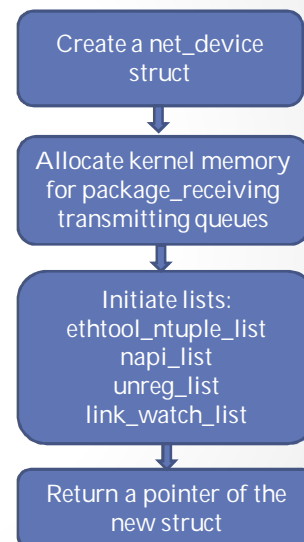 Create a net_device
struct
Allocate kernel memory
for package_receiving
transmitting queues
Initiate lists:
ethtool_ntuple_list
napi_list
unreg_list
link_watch_list
Return a pointer of the
new struct